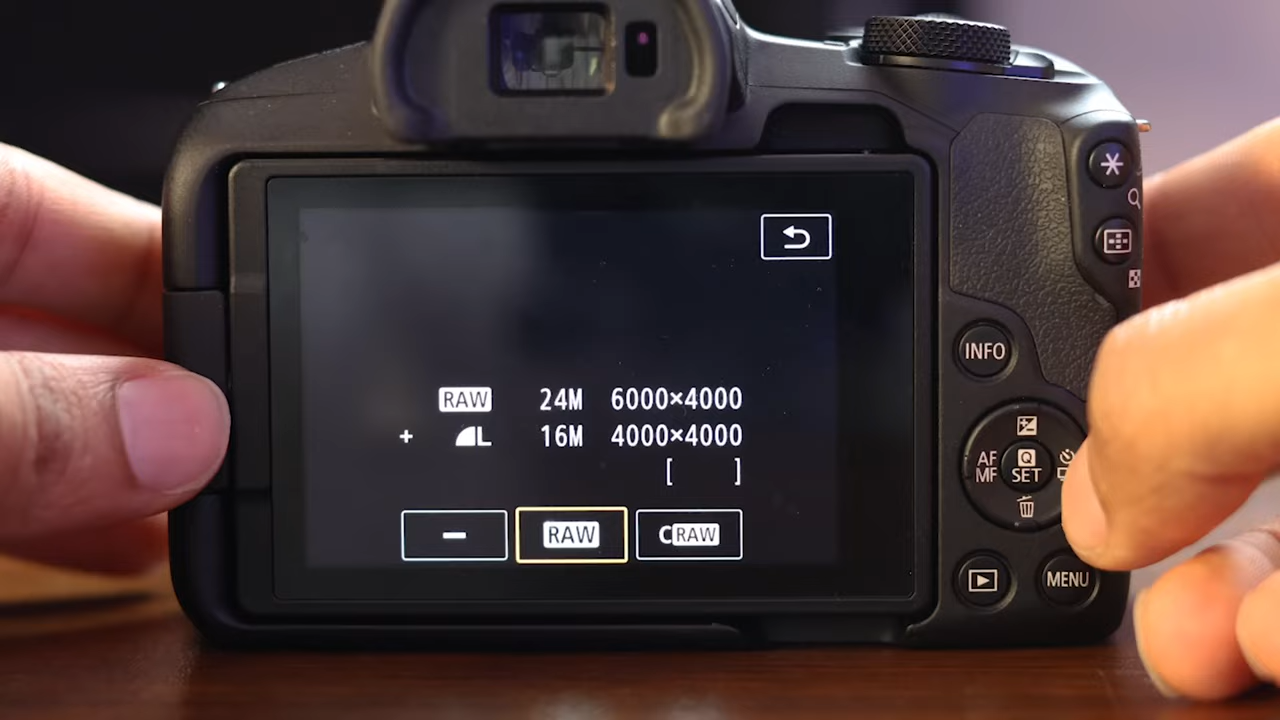 RAW 24M 6000×4000
+ L 16M 4000×4000
[ ]
– RAW CRAW
INFO
AF
MF
Q
SET
MENU